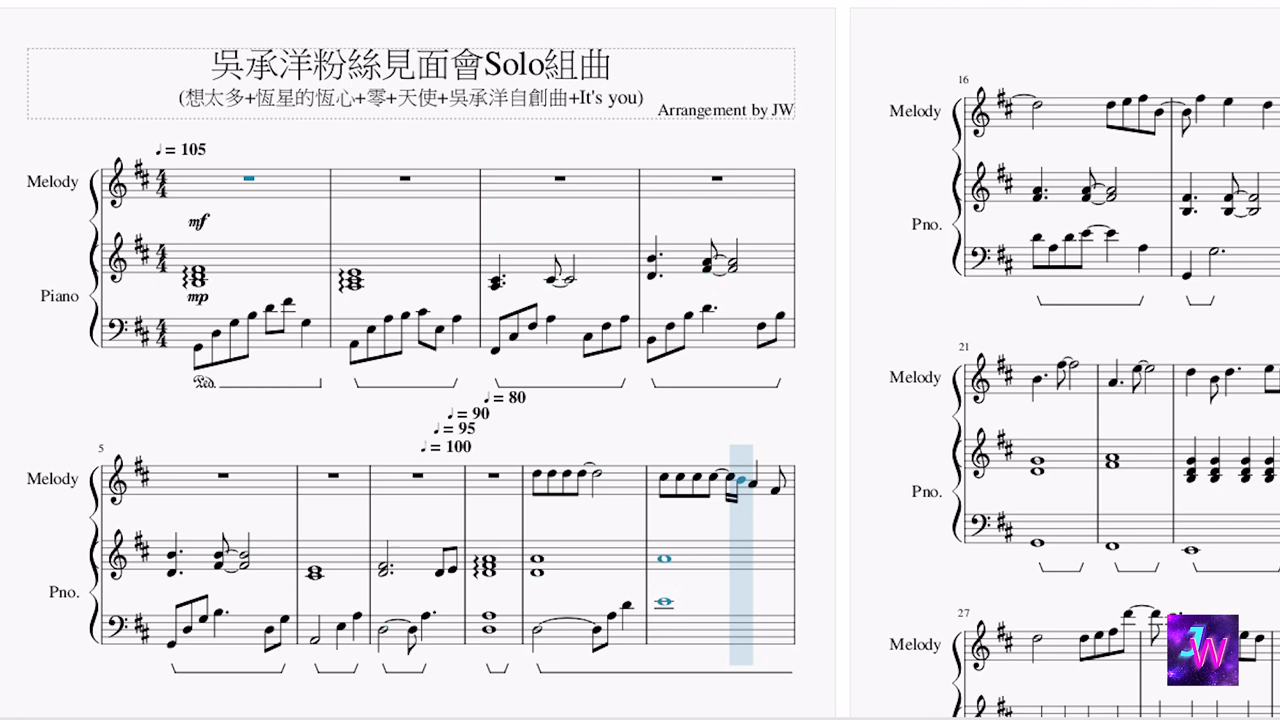 吳承洋粉絲見面會Solo組曲
(想太多+恆星的恆心+零+天使+吳承洋自創曲+It's you)
Arrangement by JW
♩ = 105
Melody
mf
Piano
mp
Ped.
♩ = 80
♩ = 90
♩ = 95
♩ = 100
5
Melody
Pno.
16
Melody
Pno.
21
Melody
Pno.
27
Melody
JW